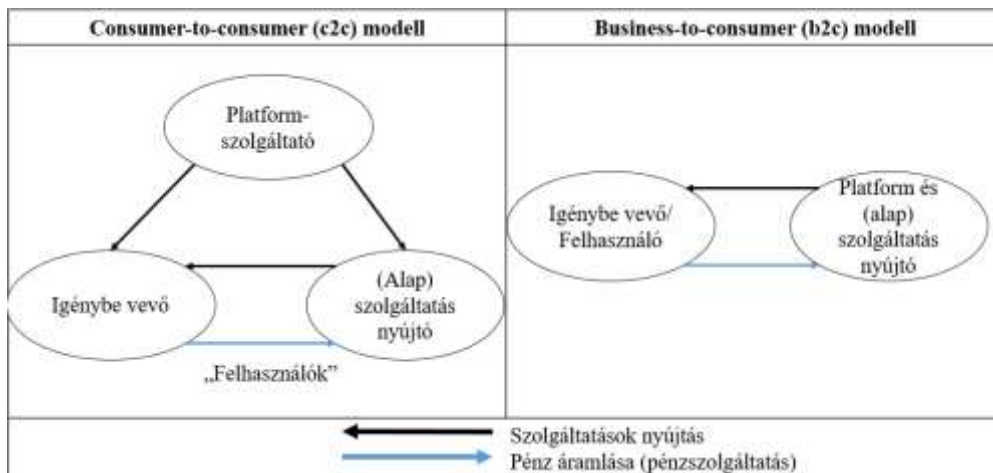 Consumer-to-consumer (c2c) modell
Business-to-consumer (b2c) modell
Platform-
szolgáltató
Igénybe vevő
(Alap)
szolgáltatás
nyújtó
„Felhasználók”
Igénybe vevő/
Felhasználó
Platform és
(alap)
szolgáltatás
nyújtó
Szolgáltatások nyújtás
Pénz áramlása (pénzszolgáltatás)